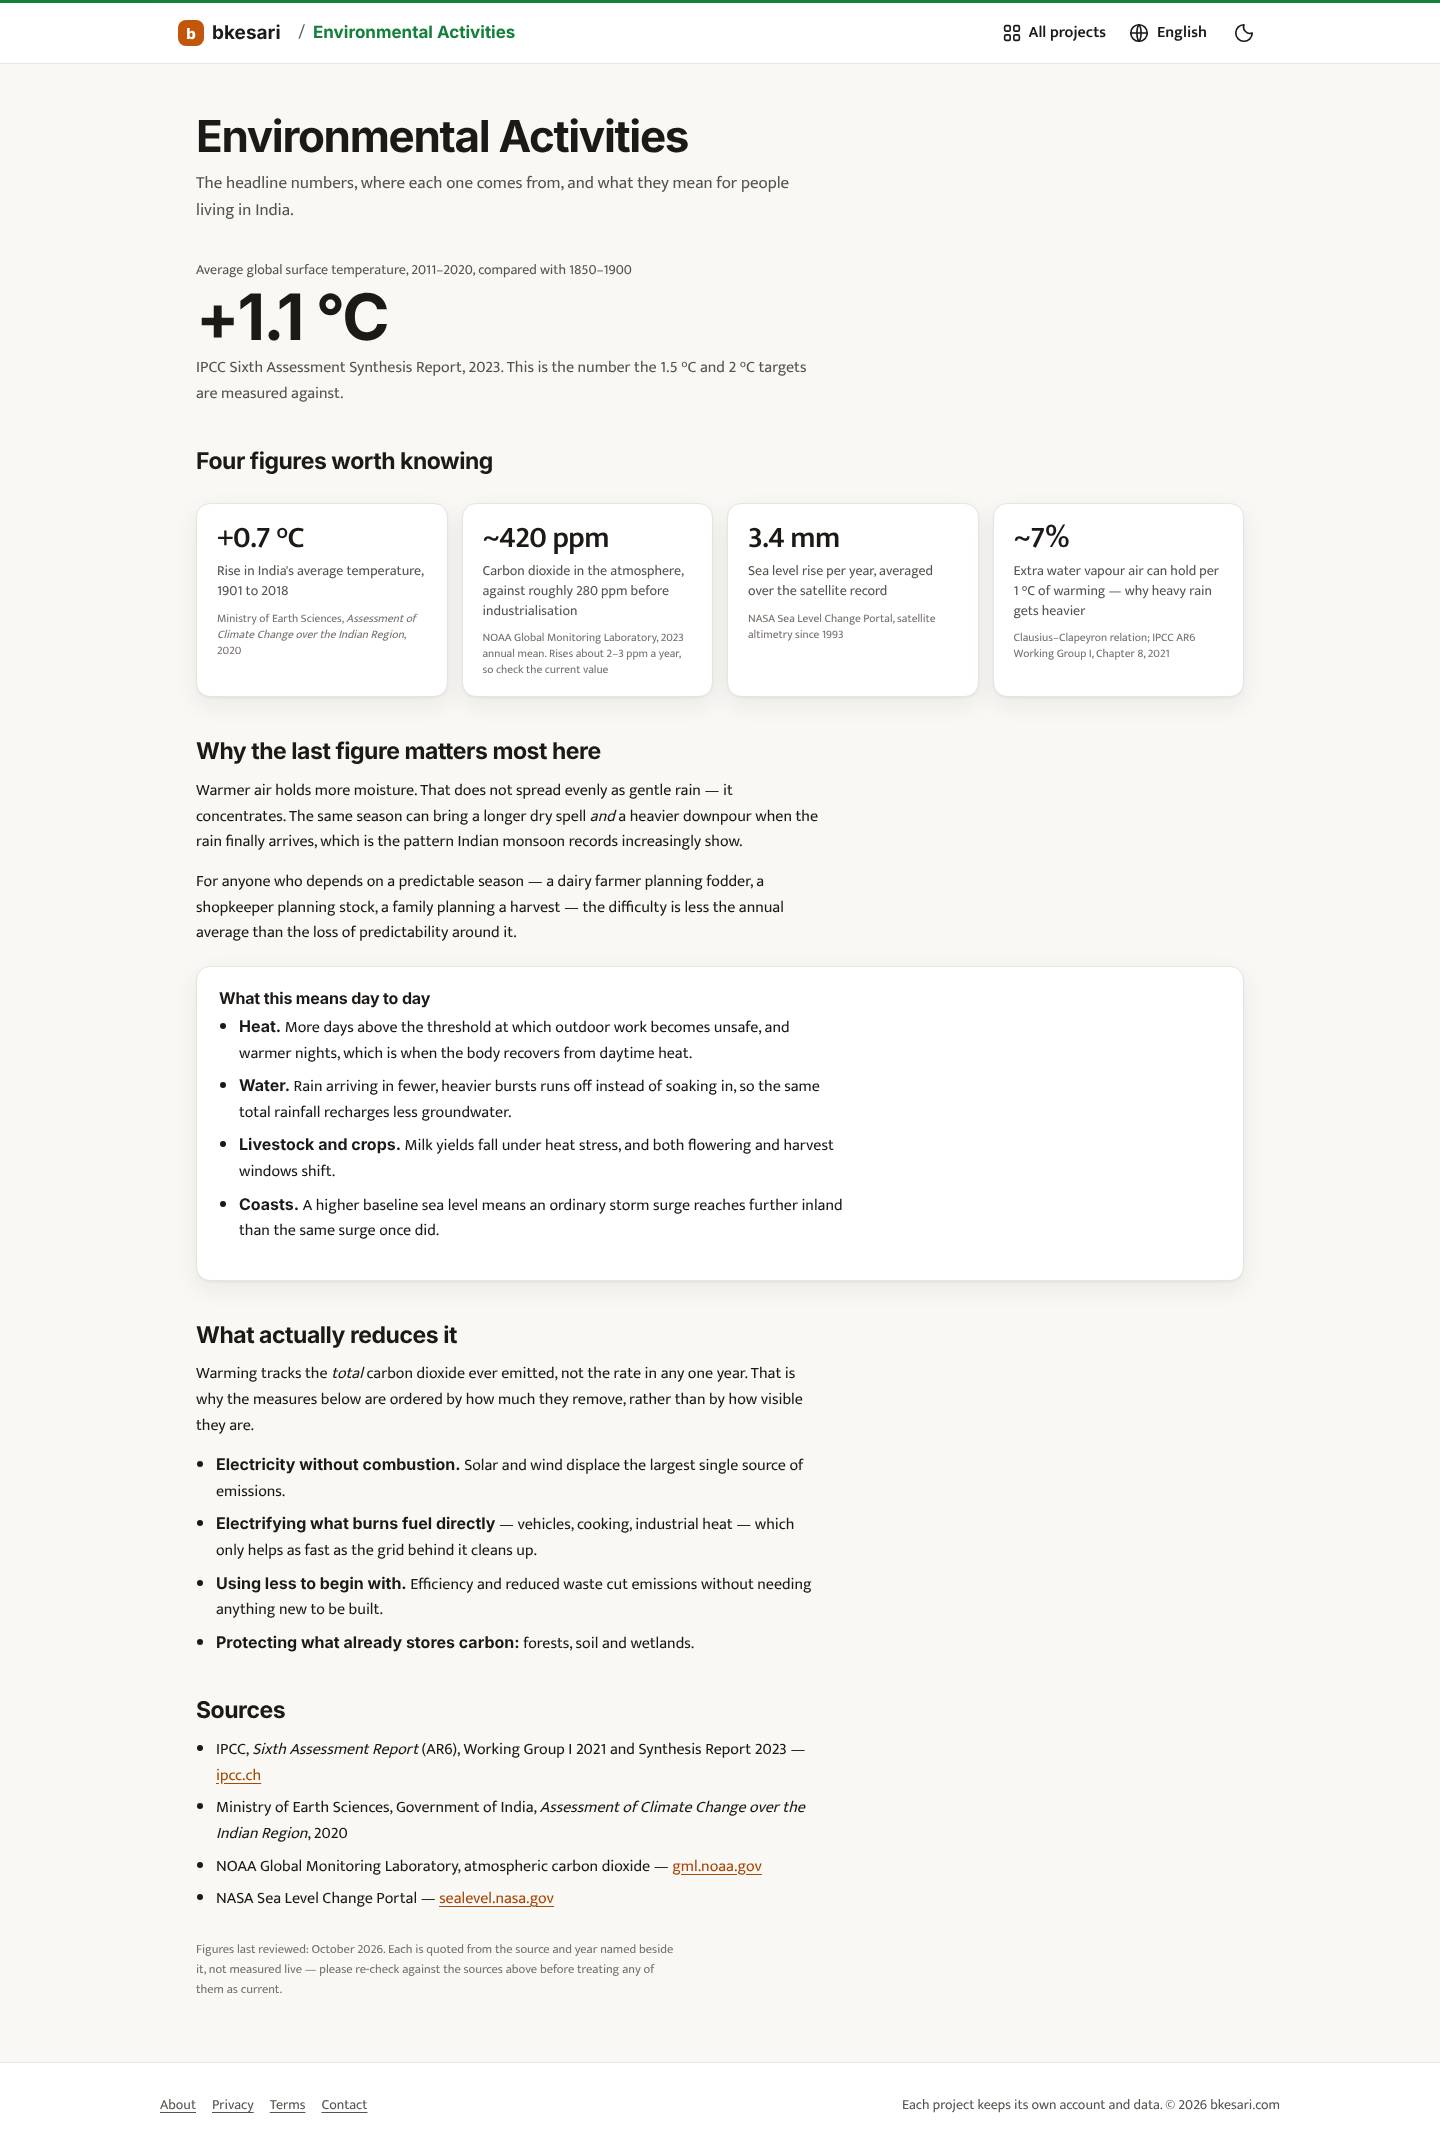 b bkesari / Environmental Activities
All projects English
Environmental Activities
The headline numbers, where each one comes from, and what they mean for people
living in India.
Average global surface temperature, 2011–2020, compared with 1850–1900
+1.1 °C
IPCC Sixth Assessment Synthesis Report, 2023. This is the number the 1.5 °C and 2 °C targets
are measured against.
Four figures worth knowing
+0.7 °C
Rise in India's average temperature,
1901 to 2018
Ministry of Earth Sciences, Assessment of
Climate Change over the Indian Region,
2020
~420 ppm
Carbon dioxide in the atmosphere,
against roughly 280 ppm before
industrialisation
NOAA Global Monitoring Laboratory, 2023
annual mean. Rises about 2–3 ppm a year,
so check the current value
3.4 mm
Sea level rise per year, averaged
over the satellite record
NASA Sea Level Change Portal, satellite
altimetry since 1993
~7%
Extra water vapour air can hold per
1 °C of warming — why heavy rain
gets heavier
Clausius–Clapeyron relation; IPCC AR6
Working Group I, Chapter 8, 2021
Why the last figure matters most here
Warmer air holds more moisture. That does not spread evenly as gentle rain — it
concentrates. The same season can bring a longer dry spell and a heavier downpour when the
rain finally arrives, which is the pattern Indian monsoon records increasingly show.
For anyone who depends on a predictable season — a dairy farmer planning fodder, a
shopkeeper planning stock, a family planning a harvest — the difficulty is less the annual
average than the loss of predictability around it.
What this means day to day
• Heat. More days above the threshold at which outdoor work becomes unsafe, and
warmer nights, which is when the body recovers from daytime heat.
• Water. Rain arriving in fewer, heavier bursts runs off instead of soaking in, so the same
total rainfall recharges less groundwater.
• Livestock and crops. Milk yields fall under heat stress, and both flowering and harvest
windows shift.
• Coasts. A higher baseline sea level means an ordinary storm surge reaches further inland
than the same surge once did.
What actually reduces it
Warming tracks the total carbon dioxide ever emitted, not the rate in any one year. That is
why the measures below are ordered by how much they remove, rather than by how visible
they are.
• Electricity without combustion. Solar and wind displace the largest single source of
emissions.
• Electrifying what burns fuel directly — vehicles, cooking, industrial heat — which
only helps as fast as the grid behind it cleans up.
• Using less to begin with. Efficiency and reduced waste cut emissions without needing
anything new to be built.
• Protecting what already stores carbon: forests, soil and wetlands.
Sources
• IPCC, Sixth Assessment Report (AR6), Working Group I 2021 and Synthesis Report 2023 —
ipcc.ch
• Ministry of Earth Sciences, Government of India, Assessment of Climate Change over the
Indian Region, 2020
• NOAA Global Monitoring Laboratory, atmospheric carbon dioxide — gml.noaa.gov
• NASA Sea Level Change Portal — sealevel.nasa.gov
Figures last reviewed: October 2026. Each is quoted from the source and year named beside
it, not measured live — please re-check against the sources above before treating any of
them as current.
About Privacy Terms Contact
Each project keeps its own account and data. © 2026 bkesari.com